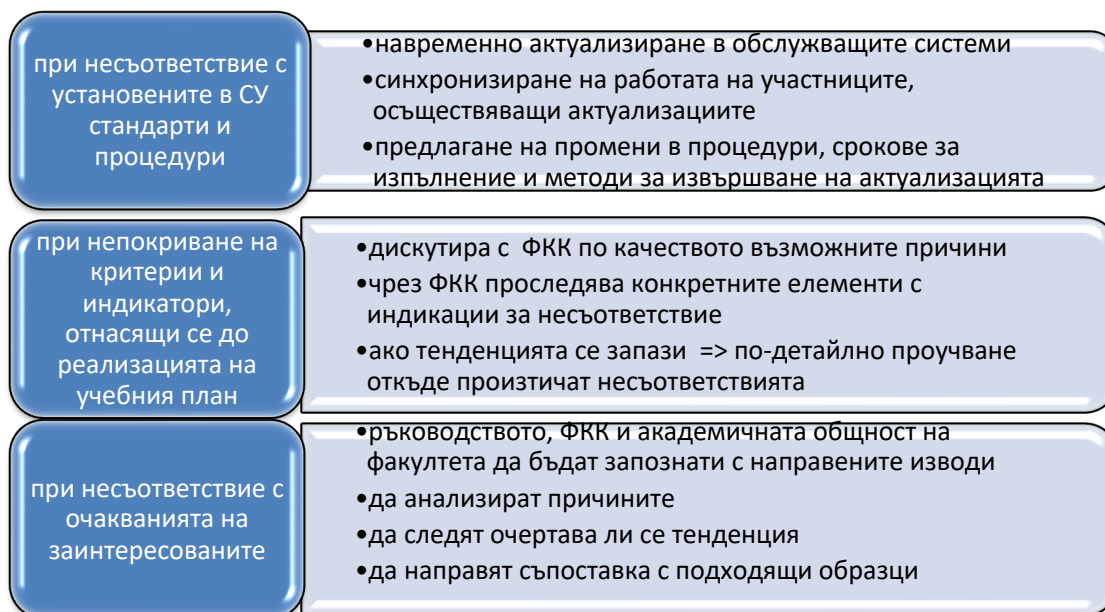 при несъответствие с
установените в СУ
стандарти и
процедури
•навременно актуализиране в обслужващите системи
•синхронизиране на работата на участниците,
осъществяващи актуализациите
•предлагане на промени в процедури, срокове за
изпълнение и методи за извършване на актуализацията
при непокриване на
критерии и
индикатори,
отнасящи се до
реализацията на
учебния план
•дискутира с ФКК по качеството възможните причини
•чрез ФКК проследява конкретните елементи с
индикации за несъответствие
•ако тенденцията се запази => по-детайлно проучване
откъде произтичат несъответствията
при несъответствие с
очакванията на
заинтересованите
•ръководството, ФКК и академичната общност на
факултета да бъдат запознати с направените изводи
•да анализират причините
•да следят очертава ли се тенденция
•да направят съпоставка с подходящи образци